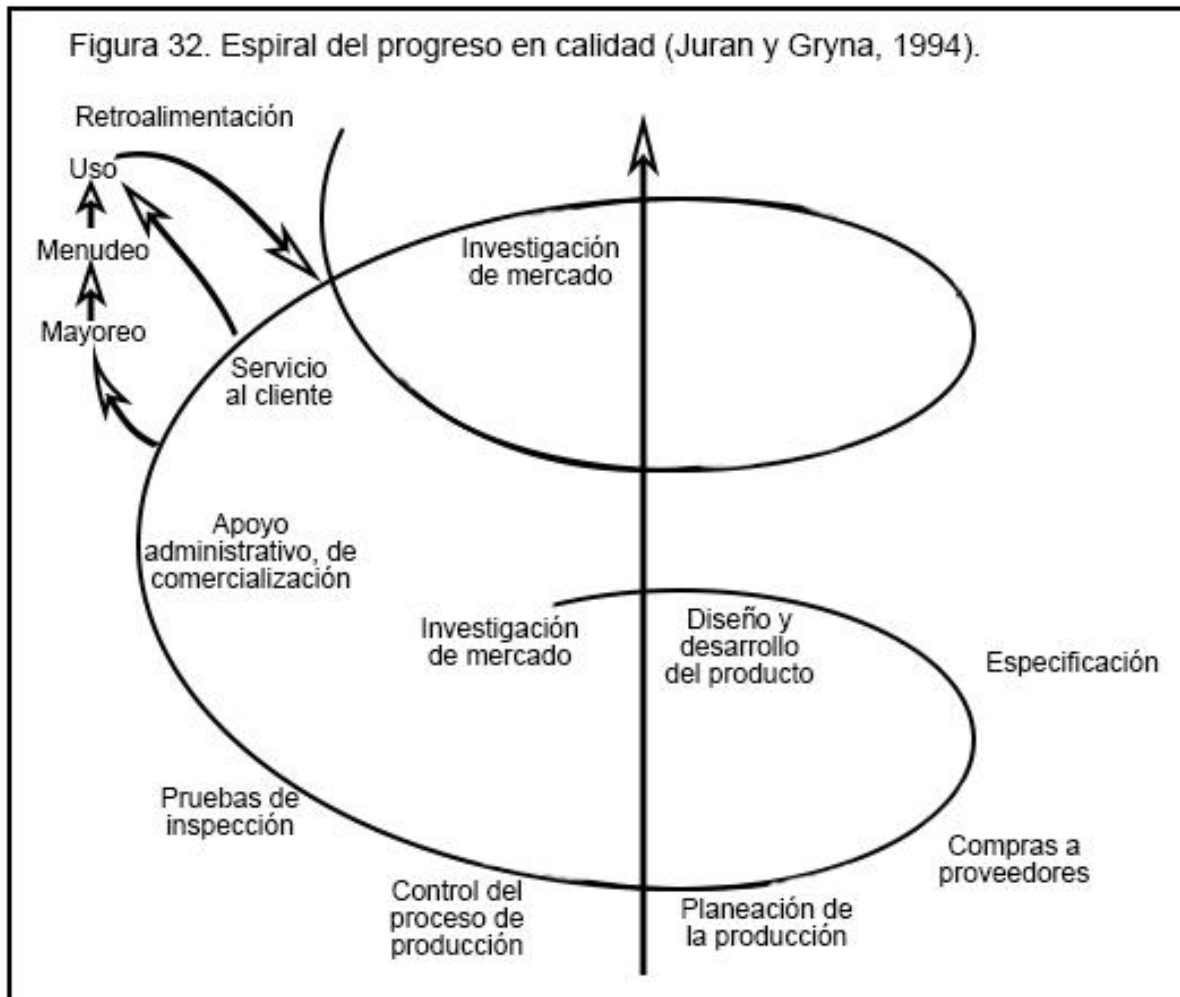 Figura 32. Espiral del progreso en calidad (Juran y Gryna, 1994).
Retroalimentación
Uso
Menudeo
Mayoreo
Investigación
de mercado
Servicio
al cliente
Apoyo
administrativo, de
comercialización
Investigación
de mercado
Diseño y
desarrollo
del producto
Especificación
Pruebas de
inspección
Compras a
proveedores
Control del
proceso de
producción
Planeación de
la producción